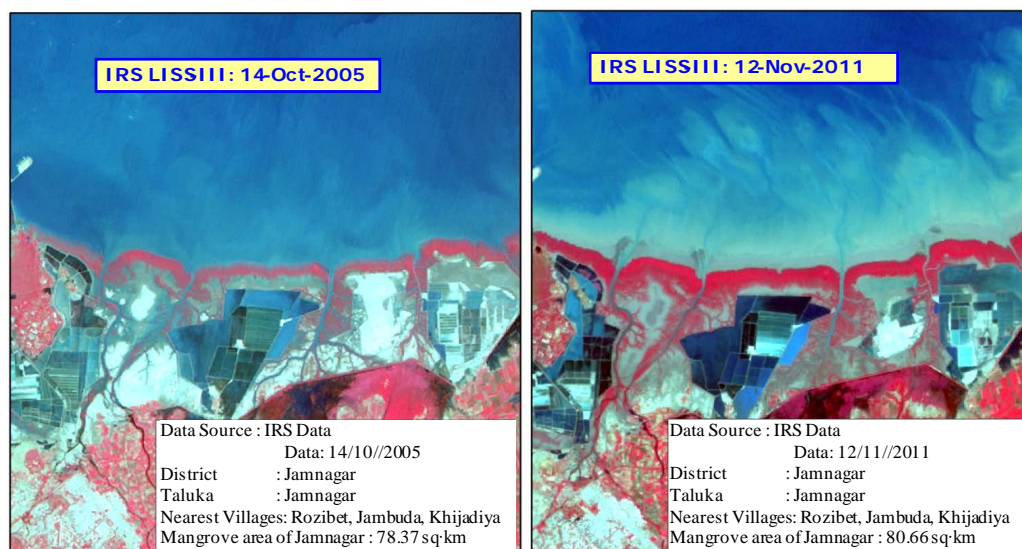 IRS LISSIII: 14-Oct-2005
Data Source : IRS Data
Data: 14/10//2005
District : Jamnagar
Taluka : Jamnagar
Nearest Villages: Rozibet, Jambuda, Khijadiya
Mangrove area of Jamnagar : 78.37 sq·km
IRS LISSIII: 12-Nov-2011
Data Source : IRS Data
Data: 12/11//2011
District : Jamnagar
Taluka : Jamnagar
Nearest Villages: Rozibet, Jambuda, Khijadiya
Mangrove area of Jamnagar : 80.66 sq·km